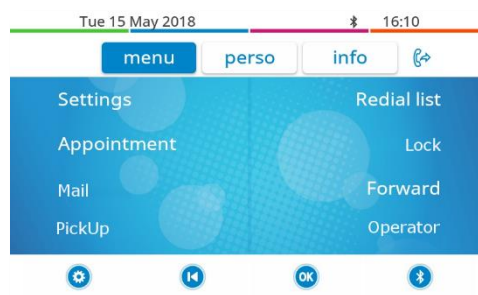 Tue 15 May 2018 16:10
menu perso info
Settings Redial list
Appointment Lock
Mail Forward
PickUp Operator
OK